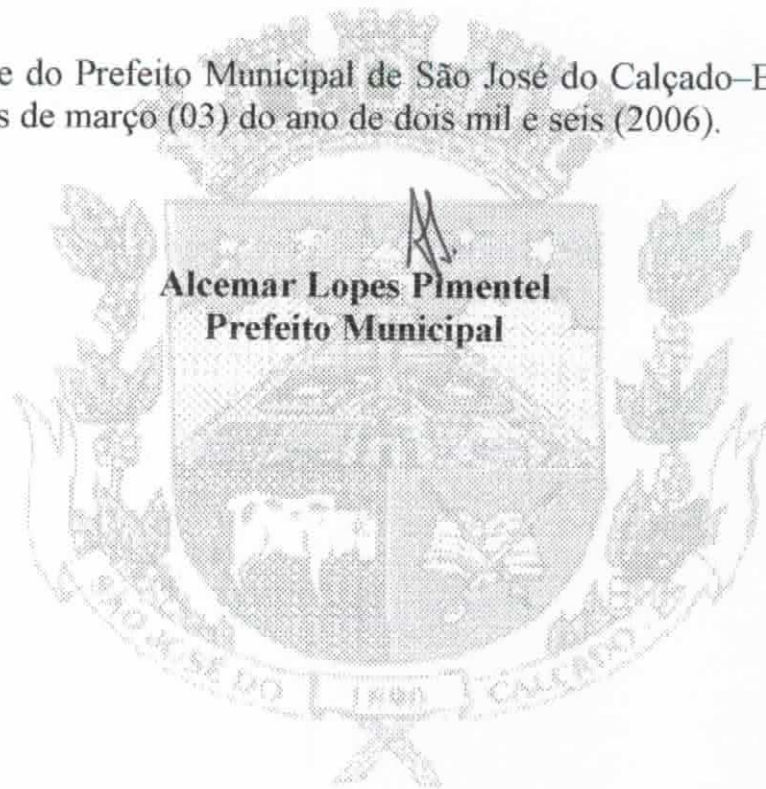 e do Prefeito Municipal de São José do Calçado–E
s de março (03) do ano de dois mil e seis (2006).
Alcemar Lopes Pimentel
Prefeito Municipal
SÃO JOSÉ DO
CALÇADO